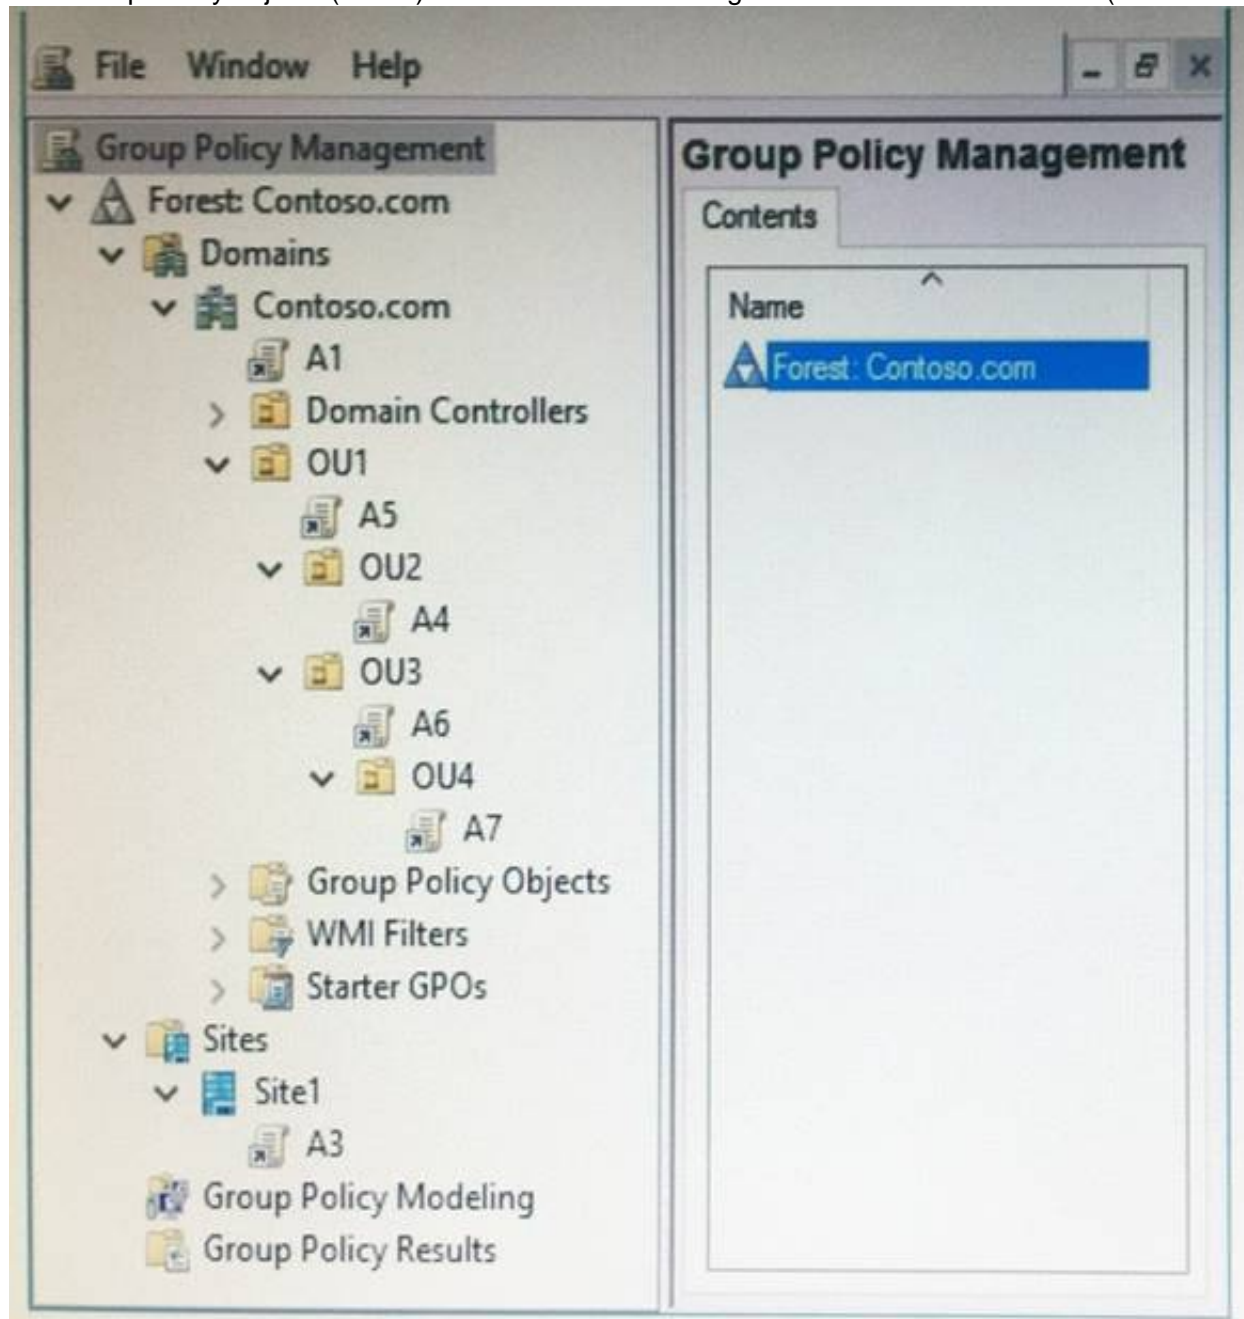 File Window Help
Group Policy Management
Forest: Contoso.com
Domains
Contoso.com
A1
Domain Controllers
OU1
A5
OU2
A4
OU3
A6
OU4
A7
Group Policy Objects
WMI Filters
Starter GPOs
Sites
Site1
A3
Group Policy Modeling
Group Policy Results
Group Policy Management
Contents
Name
Forest: Contoso.com